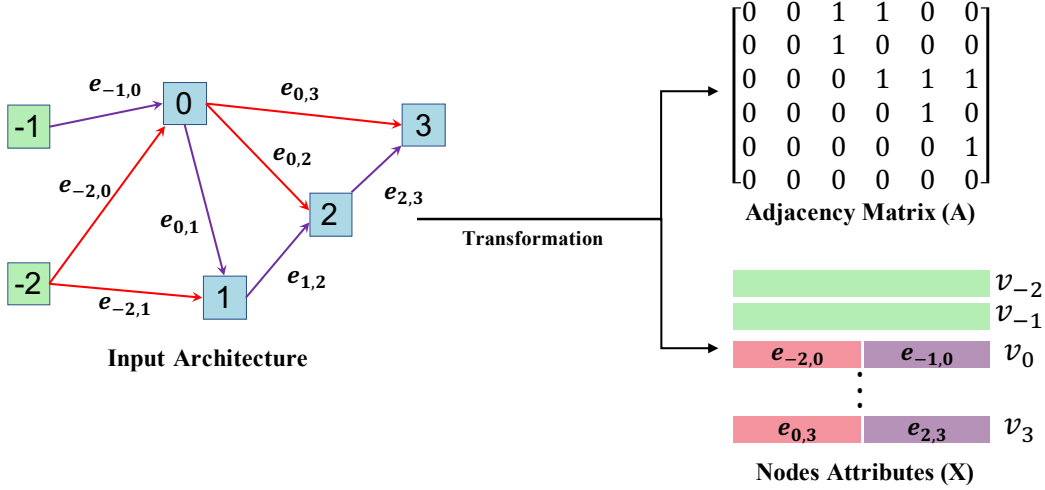 -1
e₋₁,₀
0
e₀,₃
3
e₋₂,₀
e₀,₂
2
e₂,₃
e₀,₁
-2
e₋₂,₁
1
e₁,₂
Input Architecture
Transformation
0 0 1 1 0 0
0 0 1 0 0 0
0 0 0 1 1 1
0 0 0 0 1 0
0 0 0 0 0 1
0 0 0 0 0 0
Adjacency Matrix (A)
v₋₂
v₋₁
e₋₂,₀ e₋₁,₀ v₀
⋮
e₀,₃ e₂,₃ v₃
Nodes Attributes (X)